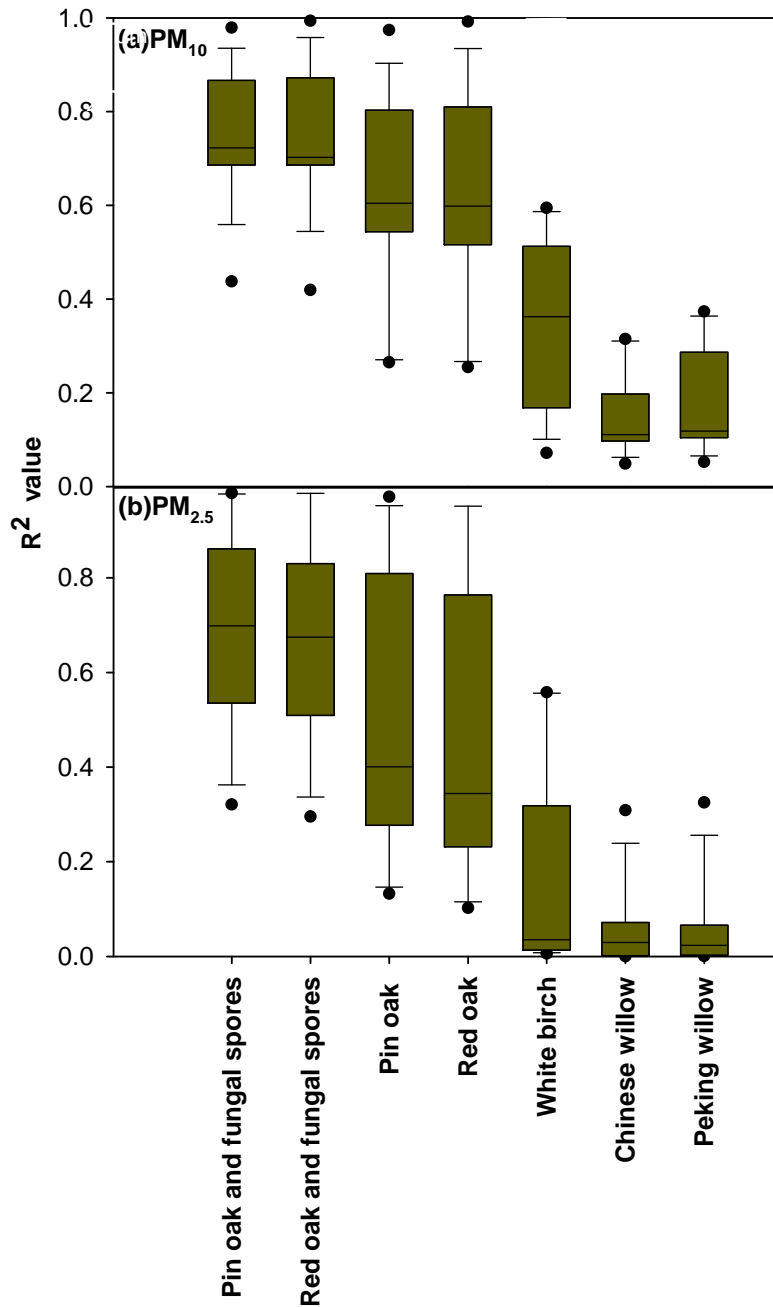 (a)PM10
1.0
0.8
0.6
0.4
0.2
0.0
R2 value
(b)PM2.5
0.8
0.6
0.4
0.2
0.0
Pin oak and fungal spores
Red oak and fungal spores
Pin oak
Red oak
White birch
Chinese willow
Peking willow